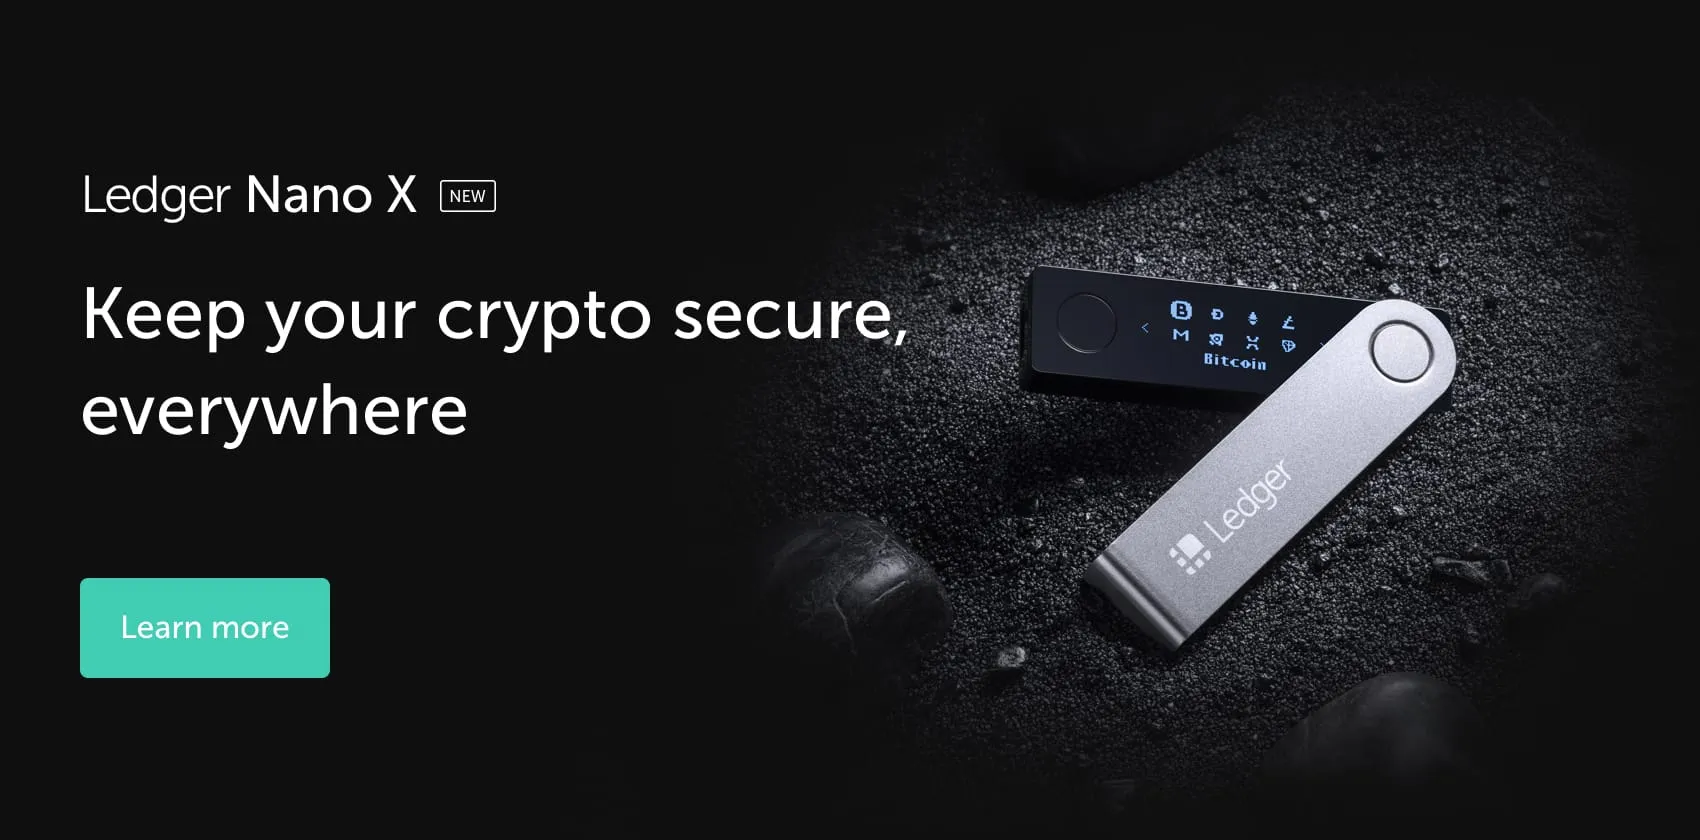 Ledger Nano X NEW
Keep your crypto secure,
everywhere
Learn more
Bitcoin
Ledger